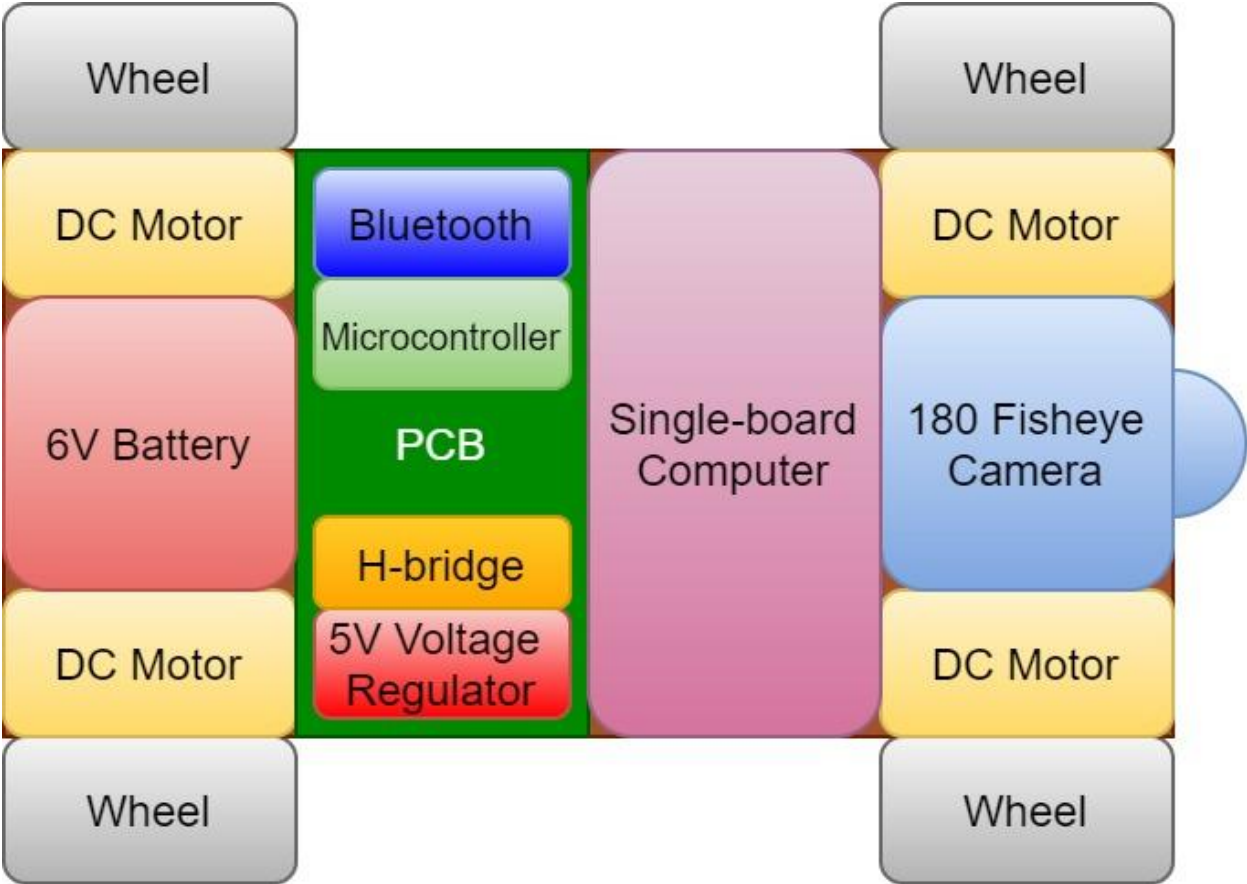 Wheel
Wheel
DC Motor
Bluetooth
DC Motor
Microcontroller
6V Battery
PCB
Single-board
Computer
180 Fisheye
Camera
H-bridge
DC Motor
5V Voltage
Regulator
DC Motor
Wheel
Wheel